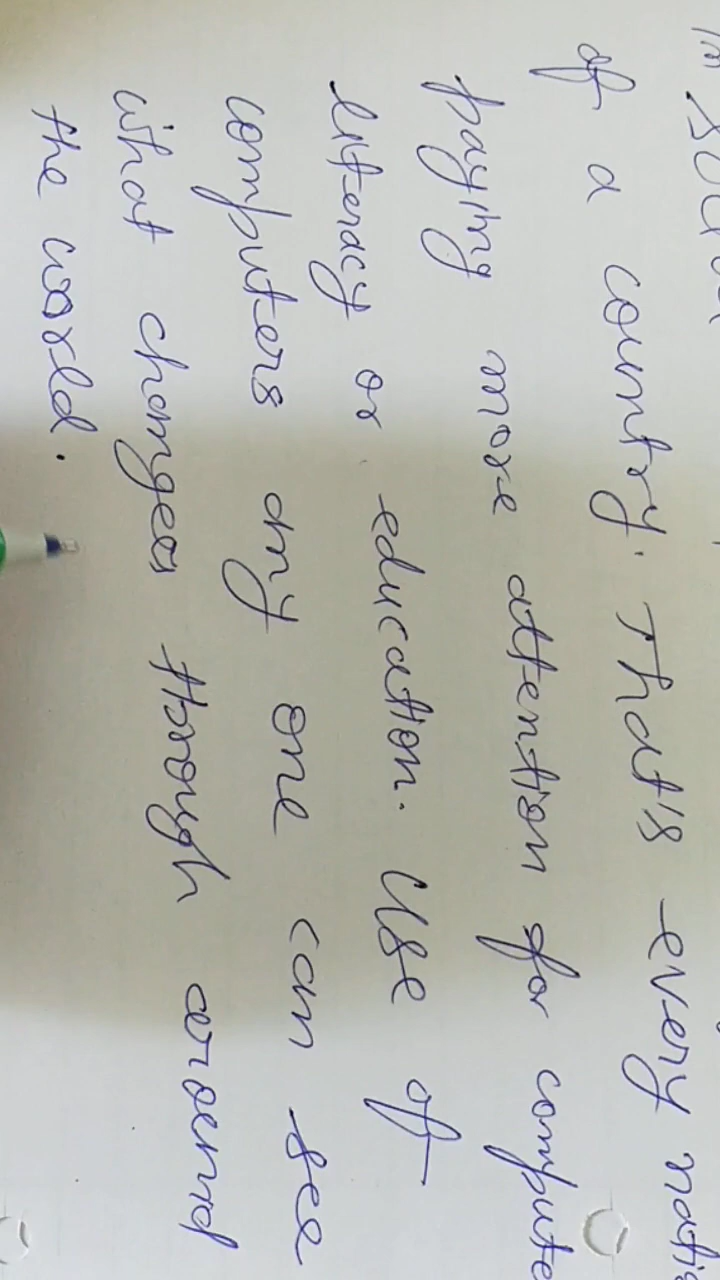 of a country. That's every
paying more attention for compute
literacy or education. Use of
computers any one can see
what changes through around
the world.